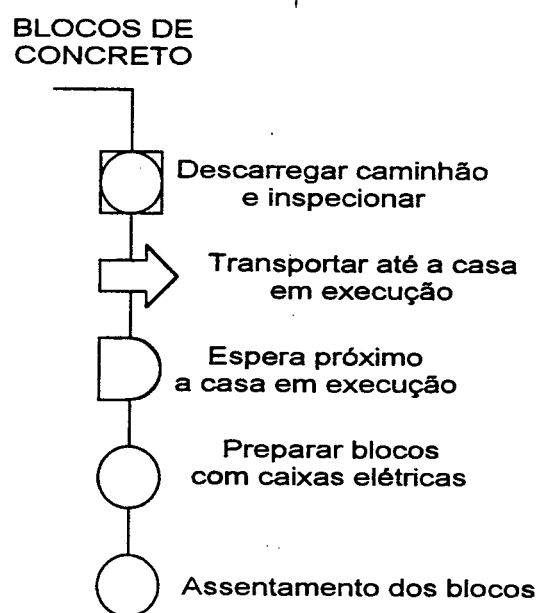 BLOCOS DE
CONCRETO
Descarregar caminhão
e inspecionar
Transportar até a casa
em execução
Espera próximo
a casa em execução
Preparar blocos
com caixas elétricas
Assentamento dos blocos